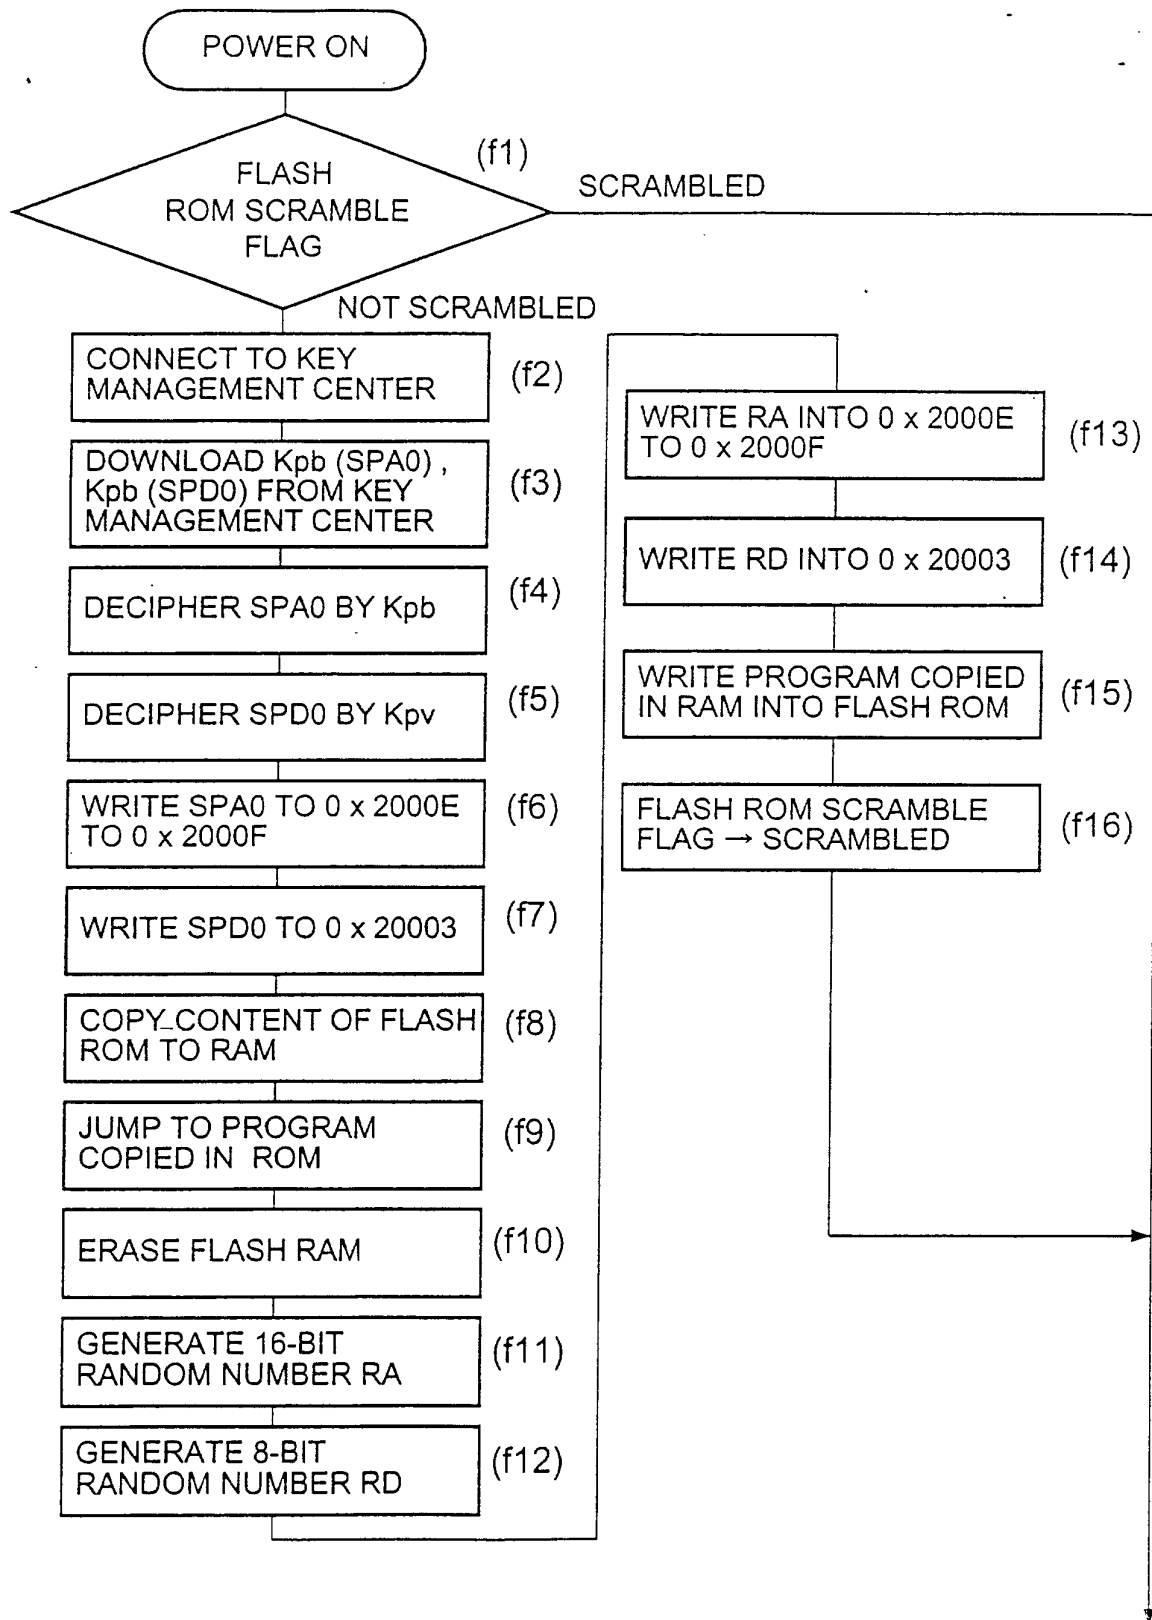 POWER ON
FLASH
ROM SCRAMBLE
FLAG
(f1)
SCRAMBLED
NOT SCRAMBLED
CONNECT TO KEY
MANAGEMENT CENTER
(f2)
DOWNLOAD Kpb (SPA0) ,
Kpb (SPD0) FROM KEY
MANAGEMENT CENTER
(f3)
DECIPHER SPA0 BY Kpb
(f4)
DECIPHER SPD0 BY Kpv
(f5)
WRITE SPA0 TO 0 x 2000E
TO 0 x 2000F
(f6)
WRITE SPD0 TO 0 x 20003
(f7)
COPY CONTENT OF FLASH
ROM TO RAM
(f8)
JUMP TO PROGRAM
COPIED IN ROM
(f9)
ERASE FLASH RAM
(f10)
GENERATE 16-BIT
RANDOM NUMBER RA
(f11)
GENERATE 8-BIT
RANDOM NUMBER RD
(f12)
WRITE RA INTO 0 x 2000E
TO 0 x 2000F
(f13)
WRITE RD INTO 0 x 20003
(f14)
WRITE PROGRAM COPIED
IN RAM INTO FLASH ROM
(f15)
FLASH ROM SCRAMBLE
FLAG → SCRAMBLED
(f16)